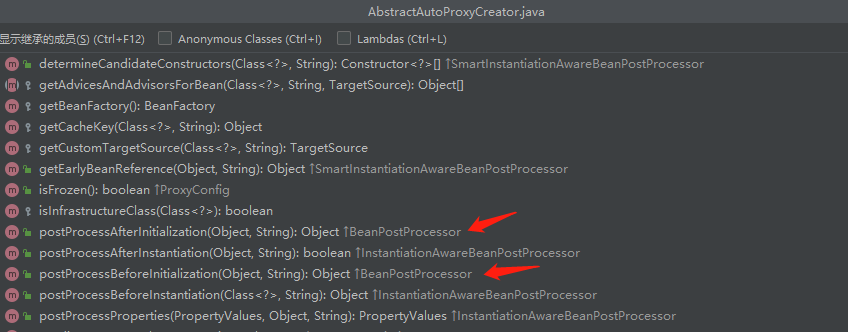 AbstractAutoProxyCreator.java
显示继承的成员(S) (Ctrl+F12) Anonymous Classes (Ctrl+I) Lambdas (Ctrl+L)
m determineCandidateConstructors(Class<?>, String): Constructor<?>[] ↑SmartInstantiationAwareBeanPostProcessor
m getAdvicesAndAdvisorsForBean(Class<?>, String, TargetSource): Object[]
m getBeanFactory(): BeanFactory
m getCacheKey(Class<?>, String): Object
m getCustomTargetSource(Class<?>, String): TargetSource
m getEarlyBeanReference(Object, String): Object ↑SmartInstantiationAwareBeanPostProcessor
m isFrozen(): boolean ↑ProxyConfig
m isInfrastructureClass(Class<?>): boolean
m postProcessAfterInitialization(Object, String): Object ↑BeanPostProcessor
m postProcessAfterInstantiation(Object, String): boolean ↑InstantiationAwareBeanPostProcessor
m postProcessBeforeInitialization(Object, String): Object ↑BeanPostProcessor
m postProcessBeforeInstantiation(Class<?>, String): Object ↑InstantiationAwareBeanPostProcessor
m postProcessProperties(PropertyValues, Object, String): PropertyValues ↑InstantiationAwareBeanPostProcessor